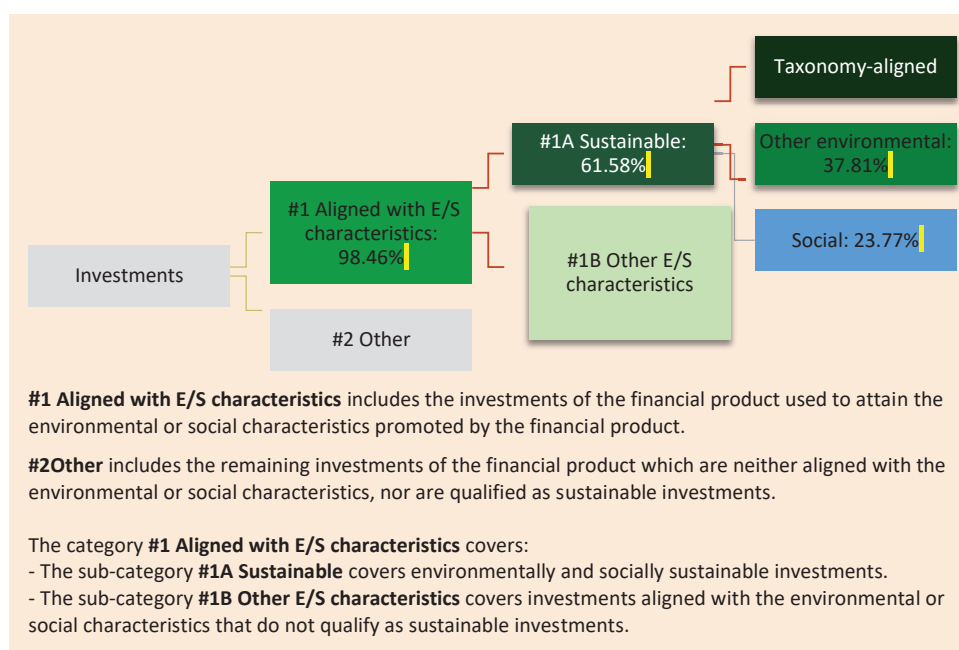 Taxonomy-aligned
#1A Sustainable:
61.58%
Other environmental:
37.81%
#1 Aligned with E/S
characteristics:
98.46%
Social: 23.77%
#1B Other E/S
characteristics
Investments
#2 Other
#1 Aligned with E/S characteristics includes the investments of the financial product used to attain the
environmental or social characteristics promoted by the financial product.
#2Other includes the remaining investments of the financial product which are neither aligned with the
environmental or social characteristics, nor are qualified as sustainable investments.
The category #1 Aligned with E/S characteristics covers:
- The sub-category #1A Sustainable covers environmentally and socially sustainable investments.
- The sub-category #1B Other E/S characteristics covers investments aligned with the environmental or
social characteristics that do not qualify as sustainable investments.